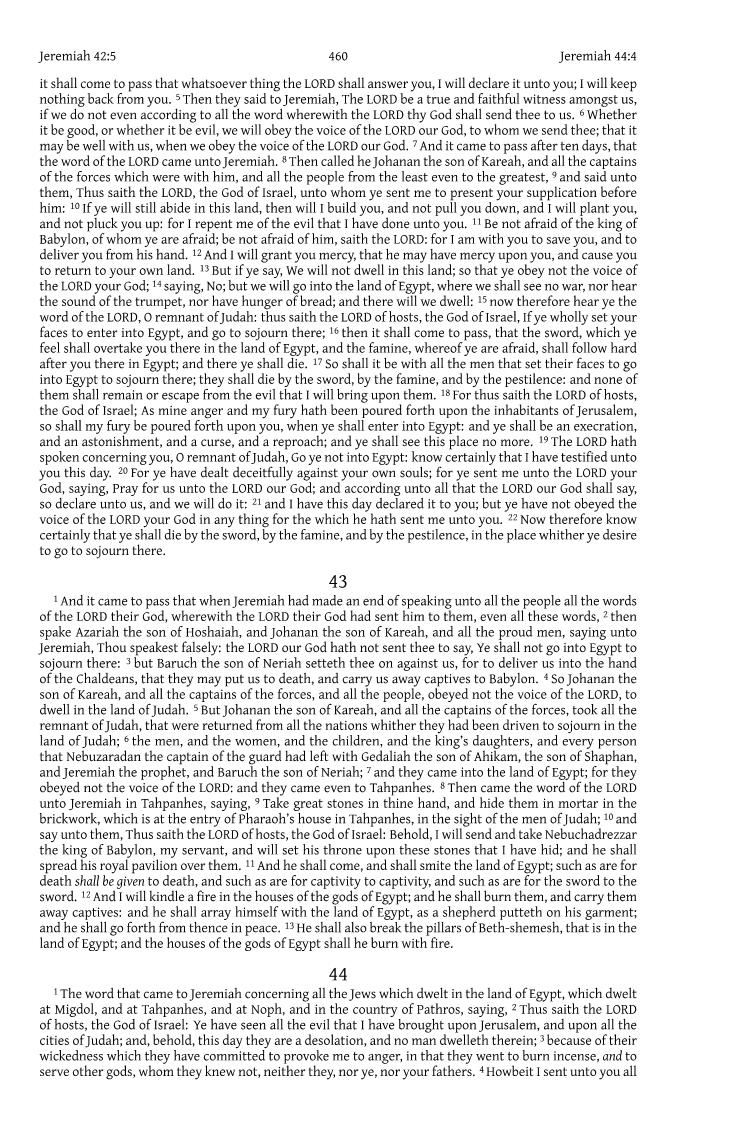 Jeremiah 42:5 460 Jeremiah 44:4
it shall come to pass that whatsoever thing the LORD shall answer you, I will declare it unto you; I will keep
nothing back from you. 5 Then they said to Jeremiah, The LORD be a true and faithful witness amongst us,
if we do not even according to all the word wherewith the LORD thy God shall send thee to us. 6 Whether
it be good, or whether it be evil, we will obey the voice of the LORD our God, to whom we send thee; that it
may be well with us, when we obey the voice of the LORD our God. 7 And it came to pass after ten days, that
the word of the LORD came unto Jeremiah. 8 Then called he Johanan the son of Kareah, and all the captains
of the forces which were with him, and all the people from the least even to the greatest, 9 and said unto
them, Thus saith the LORD, the God of Israel, unto whom ye sent me to present your supplication before
him: 10 If ye will still abide in this land, then will I build you, and not pull you down, and I will plant you,
and not pluck you up: for I repent me of the evil that I have done unto you. 11 Be not afraid of the king of
Babylon, of whom ye are afraid; be not afraid of him, saith the LORD: for I am with you to save you, and to
deliver you from his hand. 12 And I will grant you mercy, that he may have mercy upon you, and cause you
to return to your own land. 13 But if ye say, We will not dwell in this land; so that ye obey not the voice of
the LORD your God; 14 saying, No; but we will go into the land of Egypt, where we shall see no war, nor hear
the sound of the trumpet, nor have hunger of bread; and there will we dwell: 15 now therefore hear ye the
word of the LORD, O remnant of Judah: thus saith the LORD of hosts, the God of Israel, If ye wholly set your
faces to enter into Egypt, and go to sojourn there; 16 then it shall come to pass, that the sword, which ye
feel shall overtake you there in the land of Egypt, and the famine, whereof ye are afraid, shall follow hard
after you there in Egypt; and there ye shall die. 17 So shall it be with all the men that set their faces to go
into Egypt to sojourn there; they shall die by the sword, by the famine, and by the pestilence: and none of
them shall remain or escape from the evil that I will bring upon them. 18 For thus saith the LORD of hosts,
the God of Israel; As mine anger and my fury hath been poured forth upon the inhabitants of Jerusalem,
so shall my fury be poured forth upon you, when ye shall enter into Egypt: and ye shall be an execration,
and an astonishment, and a curse, and a reproach; and ye shall see this place no more. 19 The LORD hath
spoken concerning you, O remnant of Judah, Go ye not into Egypt: know certainly that I have testified unto
you this day. 20 For ye have dealt deceitfully against your own souls; for ye sent me unto the LORD your
God, saying, Pray for us unto the LORD our God; and according unto all that the LORD our God shall say,
so declare unto us, and we will do it: 21 and I have this day declared it to you; but ye have not obeyed the
voice of the LORD your God in any thing for the which he hath sent me unto you. 22 Now therefore know
certainly that ye shall die by the sword, by the famine, and by the pestilence, in the place whither ye desire
to go to sojourn there.
43
1 And it came to pass that when Jeremiah had made an end of speaking unto all the people all the words
of the LORD their God, wherewith the LORD their God had sent him to them, even all these words, 2 then
spake Azariah the son of Hoshaiah, and Johanan the son of Kareah, and all the proud men, saying unto
Jeremiah, Thou speakest falsely: the LORD our God hath not sent thee to say, Ye shall not go into Egypt to
sojourn there: 3 but Baruch the son of Neriah setteth thee on against us, for to deliver us into the hand
of the Chaldeans, that they may put us to death, and carry us away captives to Babylon. 4 So Johanan the
son of Kareah, and all the captains of the forces, and all the people, obeyed not the voice of the LORD, to
dwell in the land of Judah. 5 But Johanan the son of Kareah, and all the captains of the forces, took all the
remnant of Judah, that were returned from all the nations whither they had been driven to sojourn in the
land of Judah; 6 the men, and the women, and the children, and the king's daughters, and every person
that Nebuzaradan the captain of the guard had left with Gedaliah the son of Ahikam, the son of Shaphan,
and Jeremiah the prophet, and Baruch the son of Neriah; 7 and they came into the land of Egypt; for they
obeyed not the voice of the LORD: and they came even to Tahpanhes. 8 Then came the word of the LORD
unto Jeremiah in Tahpanhes, saying, 9 Take great stones in thine hand, and hide them in mortar in the
brickwork, which is at the entry of Pharaoh's house in Tahpanhes, in the sight of the men of Judah; 10 and
say unto them, Thus saith the LORD of hosts, the God of Israel: Behold, I will send and take Nebuchadrezzar
the king of Babylon, my servant, and will set his throne upon these stones that I have hid; and he shall
spread his royal pavilion over them. 11 And he shall come, and shall smite the land of Egypt; such as are for
death shall be given to death, and such as are for captivity to captivity, and such as are for the sword to the
sword. 12 And I will kindle a fire in the houses of the gods of Egypt; and he shall burn them, and carry them
away captives: and he shall array himself with the land of Egypt, as a shepherd putteth on his garment;
and he shall go forth from thence in peace. 13 He shall also break the pillars of Beth-shemesh, that is in the
land of Egypt; and the houses of the gods of Egypt shall he burn with fire.
44
1 The word that came to Jeremiah concerning all the Jews which dwelt in the land of Egypt, which dwelt
at Migdol, and at Tahpanhes, and at Noph, and in the country of Pathros, saying, 2 Thus saith the LORD
of hosts, the God of Israel: Ye have seen all the evil that I have brought upon Jerusalem, and upon all the
cities of Judah; and, behold, this day they are a desolation, and no man dwelleth therein; 3 because of their
wickedness which they have committed to provoke me to anger, in that they went to burn incense, and to
serve other gods, whom they knew not, neither they, nor ye, nor your fathers. 4 Howbeit I sent unto you all